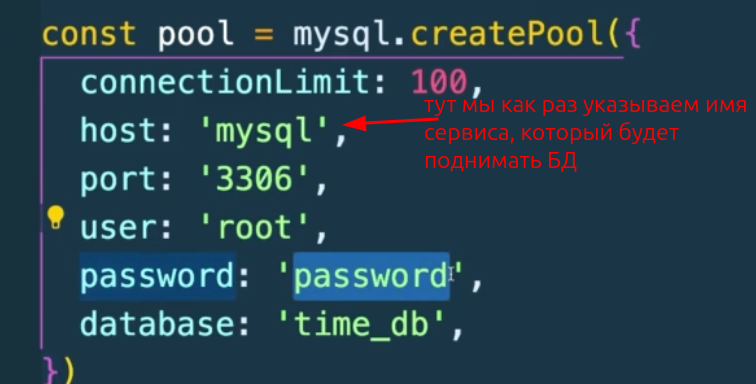 const pool = mysql.createPool({
connectionLimit: 100,
host: 'mysql',
port: '3306',
user: 'root',
password: 'password',
database: 'time_db',
})
тут мы как раз указываем имя
сервиса, который будет
поднимать БД